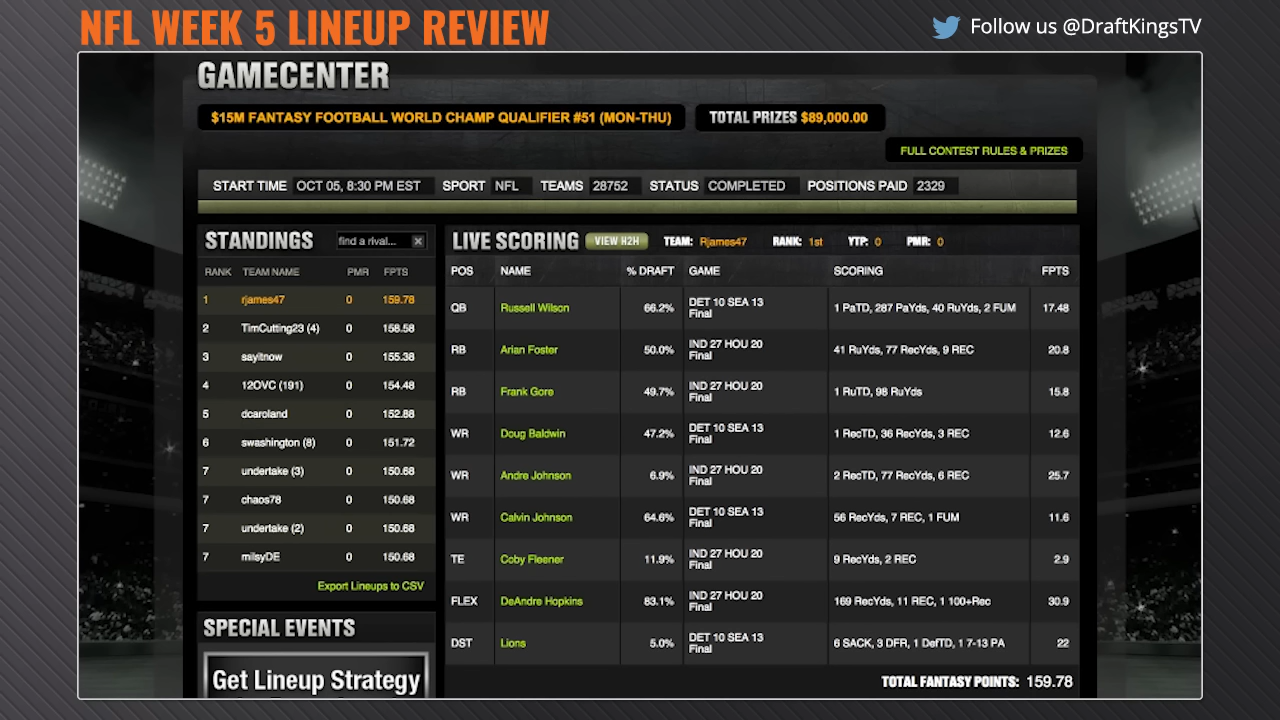 NFL WEEK 5 LINEUP REVIEW
Follow us @DraftKingsTV
GAMECENTER
$15M FANTASY FOOTBALL WORLD CHAMP QUALIFIER #51 (MON-THU)
TOTAL PRIZES $89,000.00
FULL CONTEST RULES & PRIZES
START TIME OCT 05, 8:30 PM EST SPORT NFL TEAMS 28752 STATUS COMPLETED POSITIONS PAID 2329
STANDINGS
find a rival... x
RANK TEAM NAME PMR FPTS
1 rjames47 0 159.78
2 TimCutting23 (4) 0 158.58
3 sayitnow 0 155.38
4 12OVC (191) 0 154.48
5 dcaroland 0 152.88
6 swashington (8) 0 151.72
7 undertake (3) 0 150.68
7 chaos78 0 150.68
7 undertake (2) 0 150.68
7 milsyDE 0 150.68
Export Lineups to CSV
SPECIAL EVENTS
Get Lineup Strategy
LIVE SCORING VIEW H2H TEAM: Rjames47 RANK: 1st YTP: 0 PMR: 0
POS NAME % DRAFT GAME SCORING FPTS
QB Russell Wilson 66.2% DET 10 SEA 13 Final 1 PaTD, 287 PaYds, 40 RuYds, 2 FUM 17.48
RB Arian Foster 50.0% IND 27 HOU 20 Final 41 RuYds, 77 RecYds, 9 REC 20.8
RB Frank Gore 49.7% IND 27 HOU 20 Final 1 RuTD, 98 RuYds 15.8
WR Doug Baldwin 47.2% DET 10 SEA 13 Final 1 RecTD, 36 RecYds, 3 REC 12.6
WR Andre Johnson 6.9% IND 27 HOU 20 Final 2 RecTD, 77 RecYds, 6 REC 25.7
WR Calvin Johnson 64.6% DET 10 SEA 13 Final 56 RecYds, 7 REC, 1 FUM 11.6
TE Coby Fleener 11.9% IND 27 HOU 20 Final 9 RecYds, 2 REC 2.9
FLEX DeAndre Hopkins 83.1% IND 27 HOU 20 Final 169 RecYds, 11 REC, 1 100+Rec 30.9
DST Lions 5.0% DET 10 SEA 13 Final 6 SACK, 3 DFR, 1 DefTD, 1 7-13 PA 22
TOTAL FANTASY POINTS: 159.78